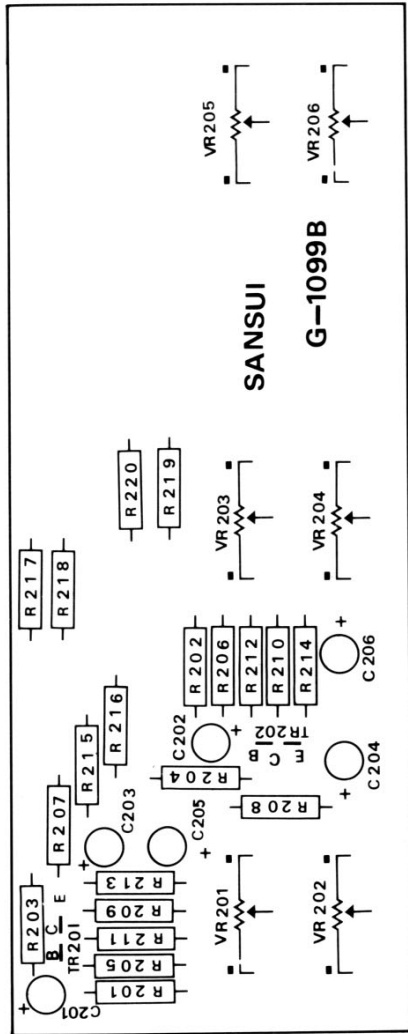 VR205
VR206
SANSUI
G-1099B
R220
R219
VR203
VR204
R217
R218
R202
R206
R212
R210
R214
+
C206
R216
R215
C202
+
TR202
B C E
R204
R208
+
C204
R207
C203
+
C205
+
R213
R209
R211
R205
R201
R203
B C E
TR201
+
C201
VR201
VR202